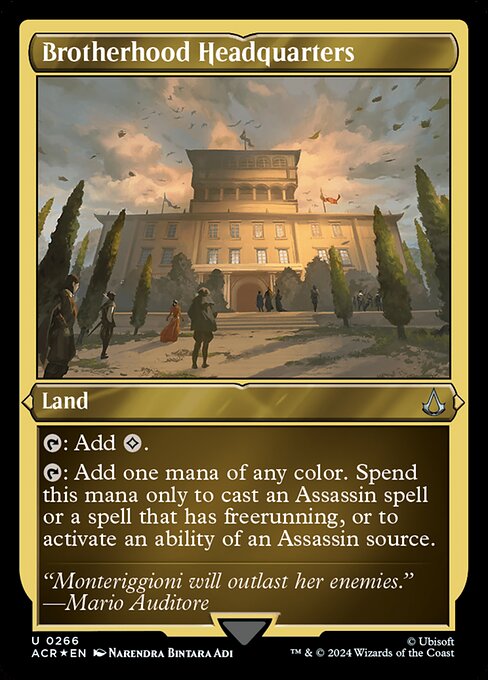 Brotherhood Headquarters
Land
: Add .
: Add one mana of any color. Spend
this mana only to cast an Assassin spell
or a spell that has freerunning, or to
activate an ability of an Assassin source.
“Monteriggioni will outlast her enemies.”
—Mario Auditore
U 0266
ACR★EN Narendra Bintara Adi
© Ubisoft
™ & © 2024 Wizards of the Coast